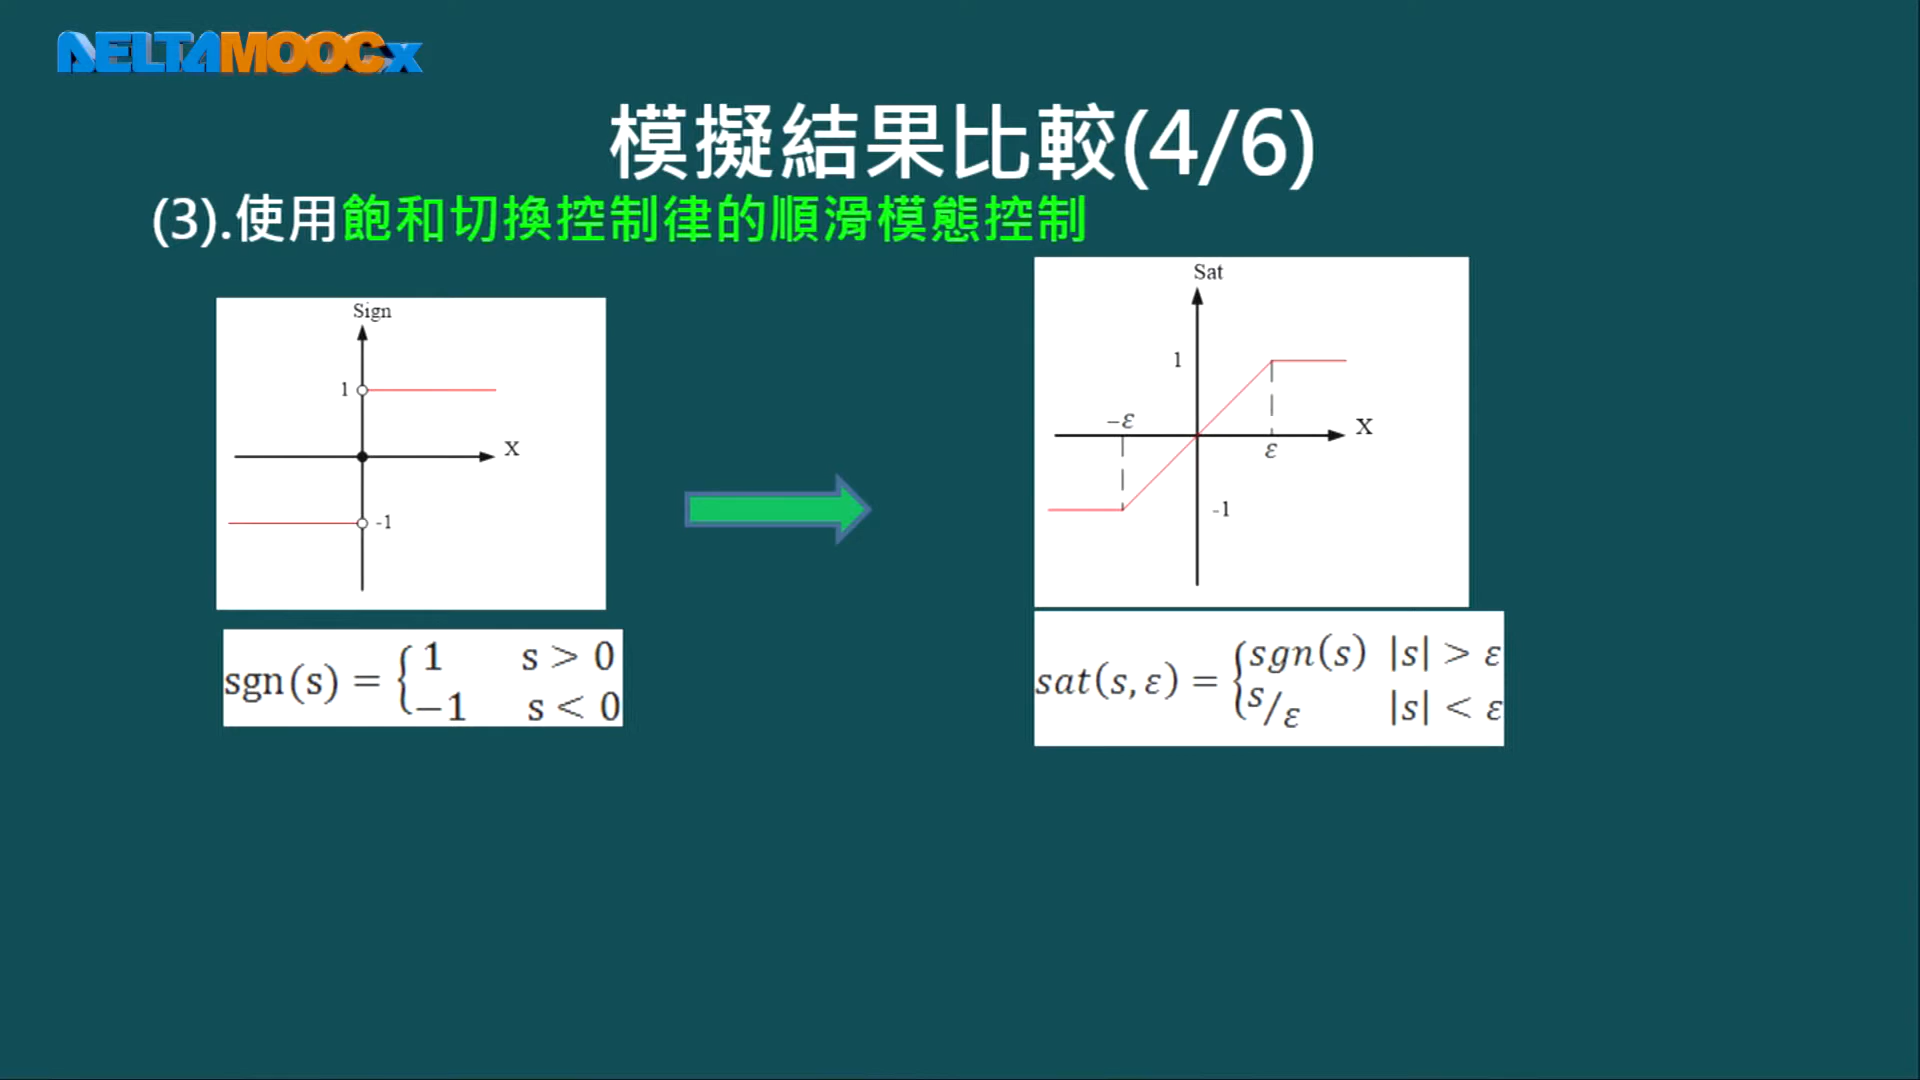 DELTAMOOCx
模擬結果比較(4/6)
(3).使用飽和切換控制律的順滑模態控制
Sign
1
X
-1
sgn(s) = {1 s > 0
−1 s < 0
Sat
1
−ε
X
ε
-1
sat(s, ε) = {sgn(s) |s| > ε
s/ε |s| < ε